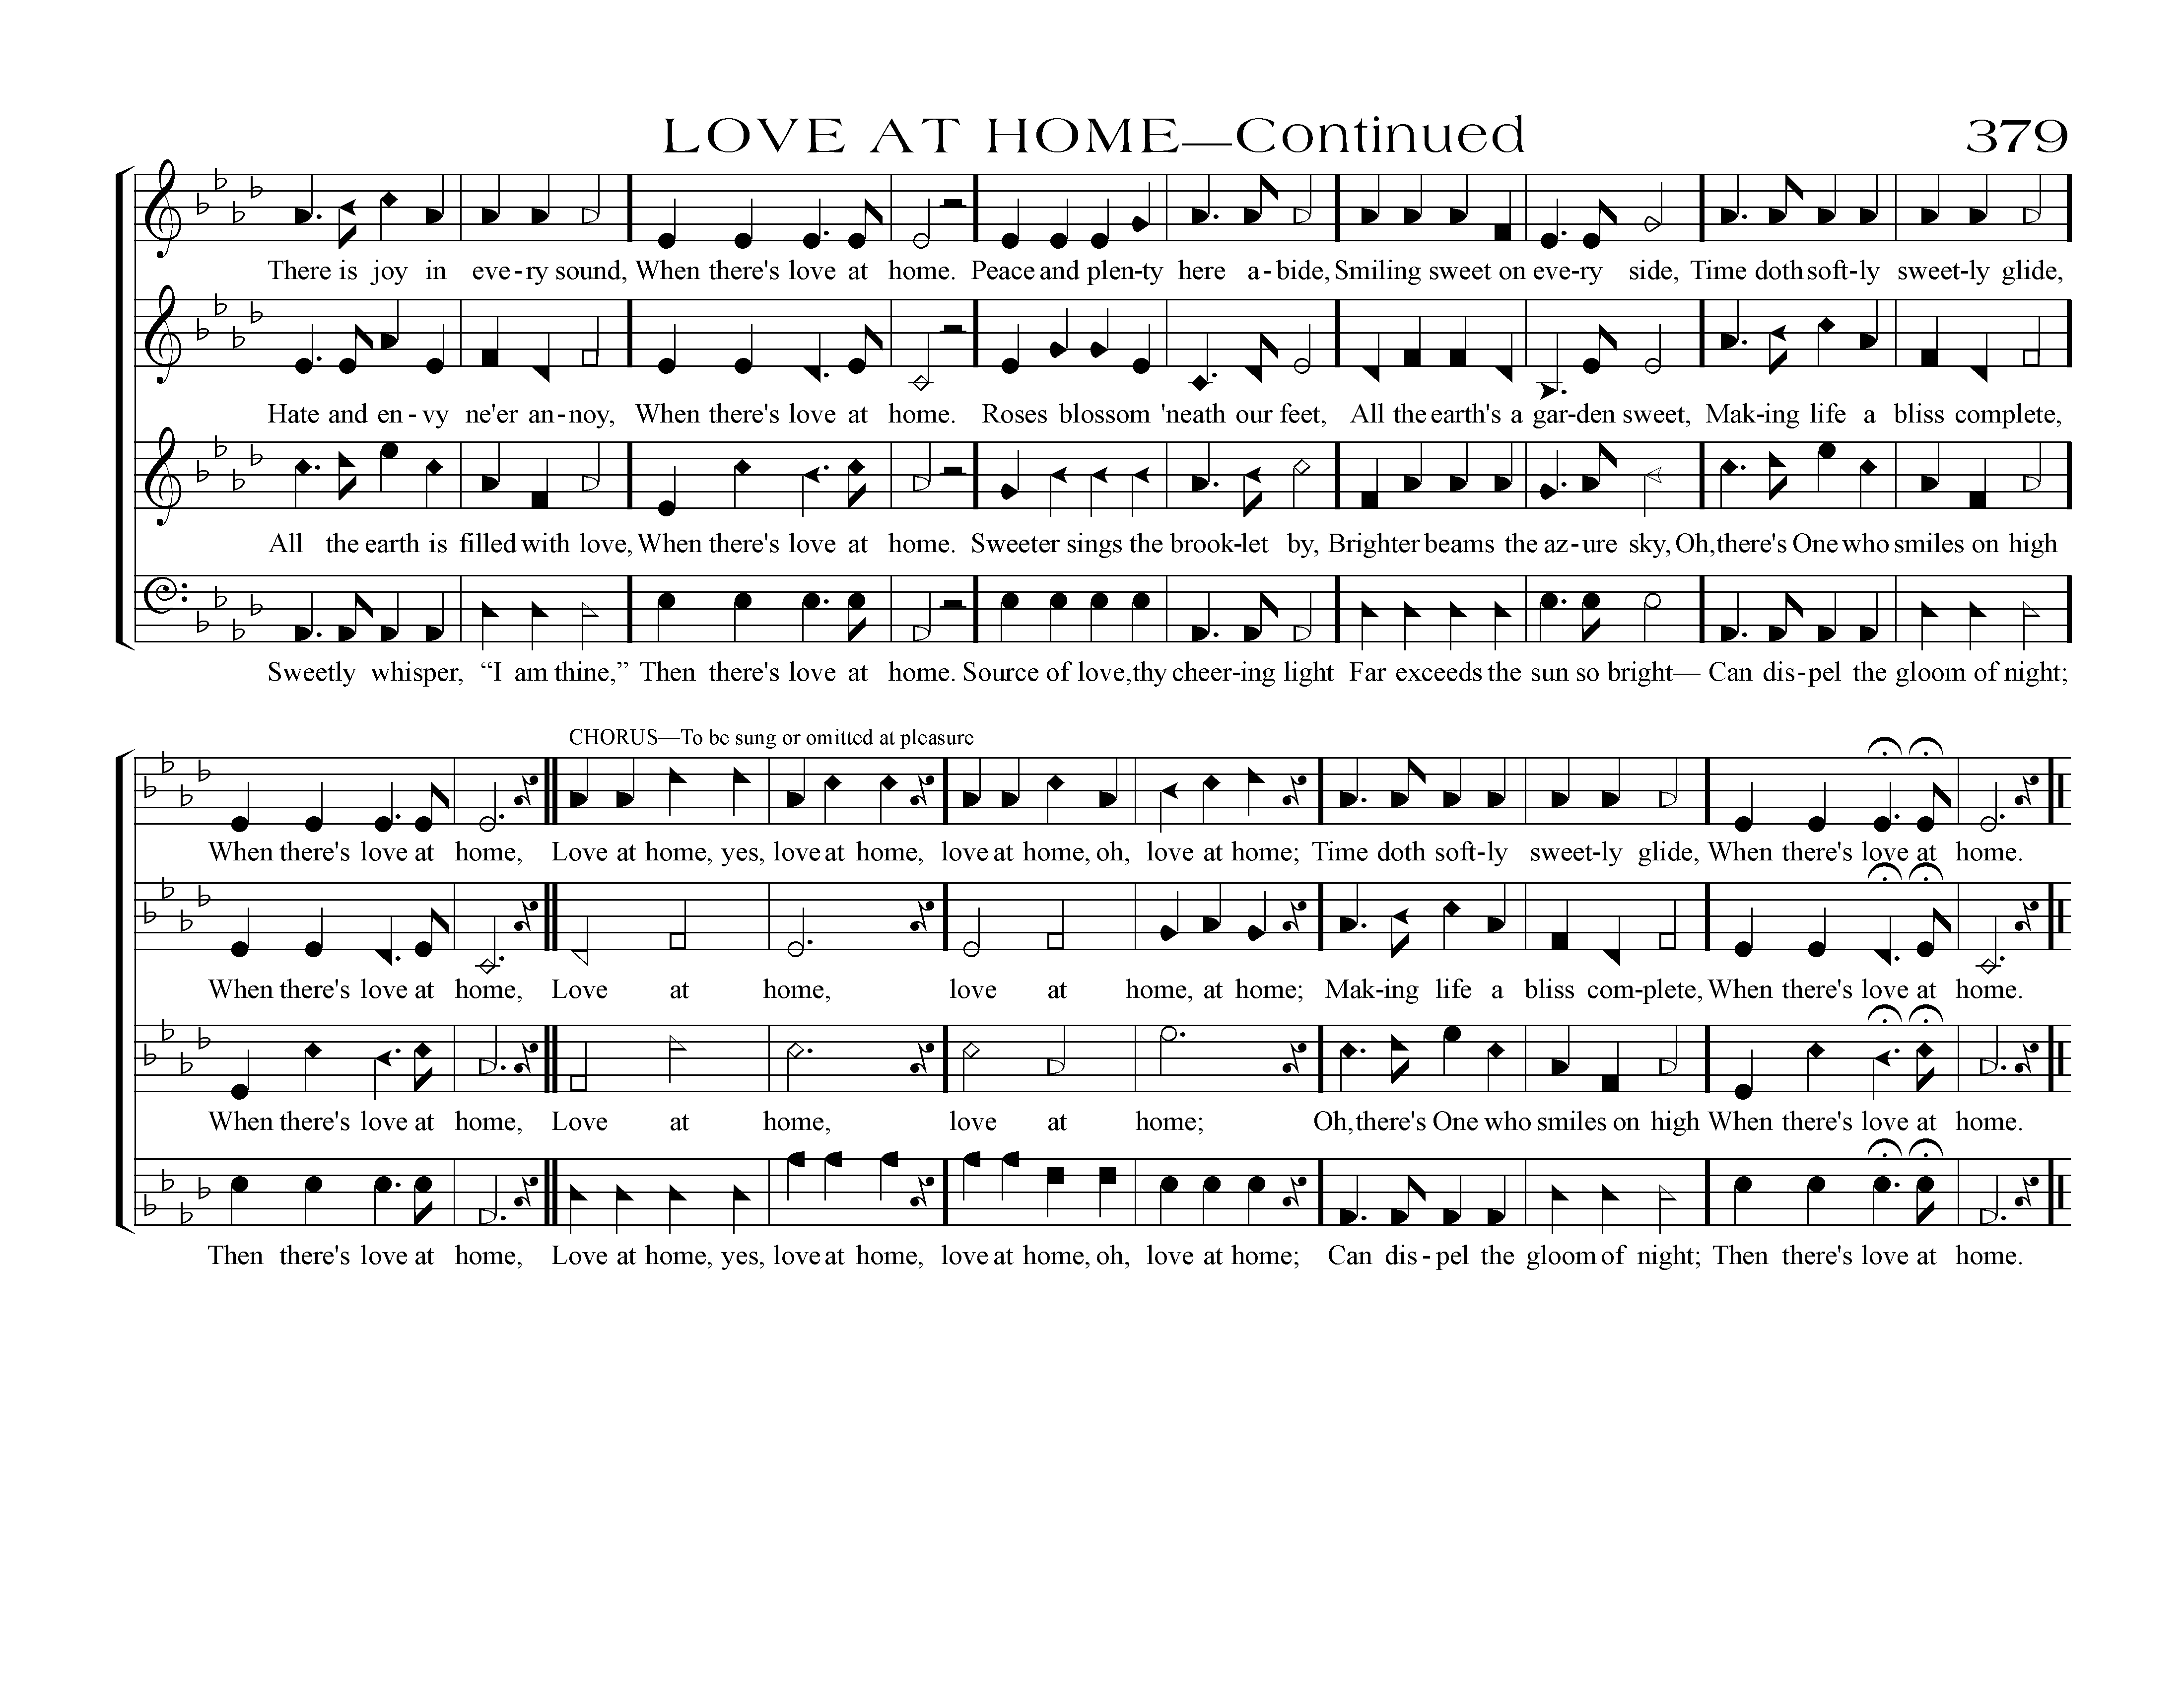 LOVE AT HOME—Continued 379
There is joy in eve-ry sound, When there's love at home. Peace and plen-ty here a-bide, Smiling sweet on eve-ry side, Time doth soft-ly sweet-ly glide,
Hate and en-vy ne'er an-noy, When there's love at home. Roses blossom 'neath our feet, All the earth's a gar-den sweet, Mak-ing life a bliss complete,
All the earth is filled with love, When there's love at home. Sweeter sings the brook-let by, Brighter beams the az-ure sky, Oh, there's One who smiles on high
Sweetly whisper, “I am thine,” Then there's love at home. Source of love, thy cheer-ing light Far exceeds the sun so bright— Can dis-pel the gloom of night;
CHORUS—To be sung or omitted at pleasure
When there's love at home, Love at home, yes, love at home, love at home, oh, love at home; Time doth soft-ly sweet-ly glide, When there's love at home.
When there's love at home, Love at home, love at home, at home; Mak-ing life a bliss com-plete, When there's love at home.
When there's love at home, Love at home, love at home; Oh, there's One who smiles on high When there's love at home.
Then there's love at home, Love at home, yes, love at home, love at home, oh, love at home; Can dis-pel the gloom of night; Then there's love at home.